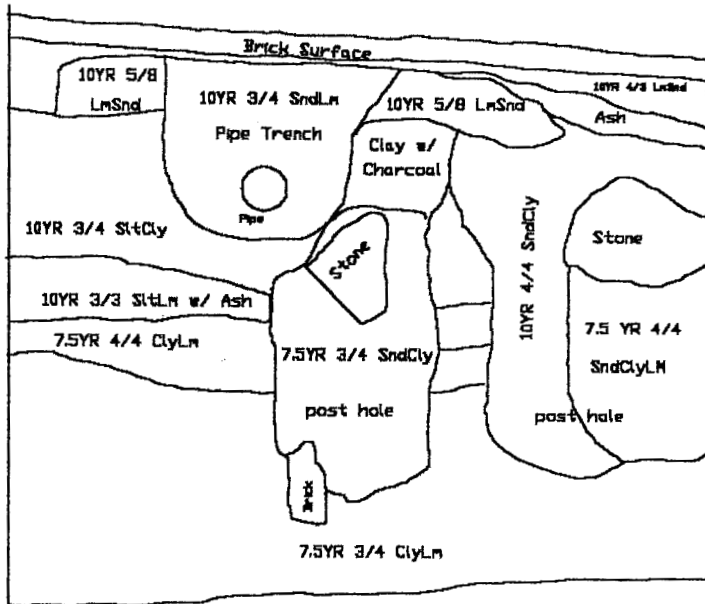 Brick Surface
10YR 5/8
LmSnd
10YR 3/4 SndLm
Pipe Trench
10YR 5/8 LmSnd
10YR 4/3 LmSnd
Ash
Clay w/
Charcoal
Pipe
10YR 3/4 SltCly
Stone
Stone
10YR 4/4 SndCly
10YR 3/3 SltLm w/ Ash
7.5YR 4/4 ClyLm
7.5YR 3/4 SndCly
7.5 YR 4/4
SndClyLM
post hole
post hole
Brick
7.5YR 3/4 ClyLm